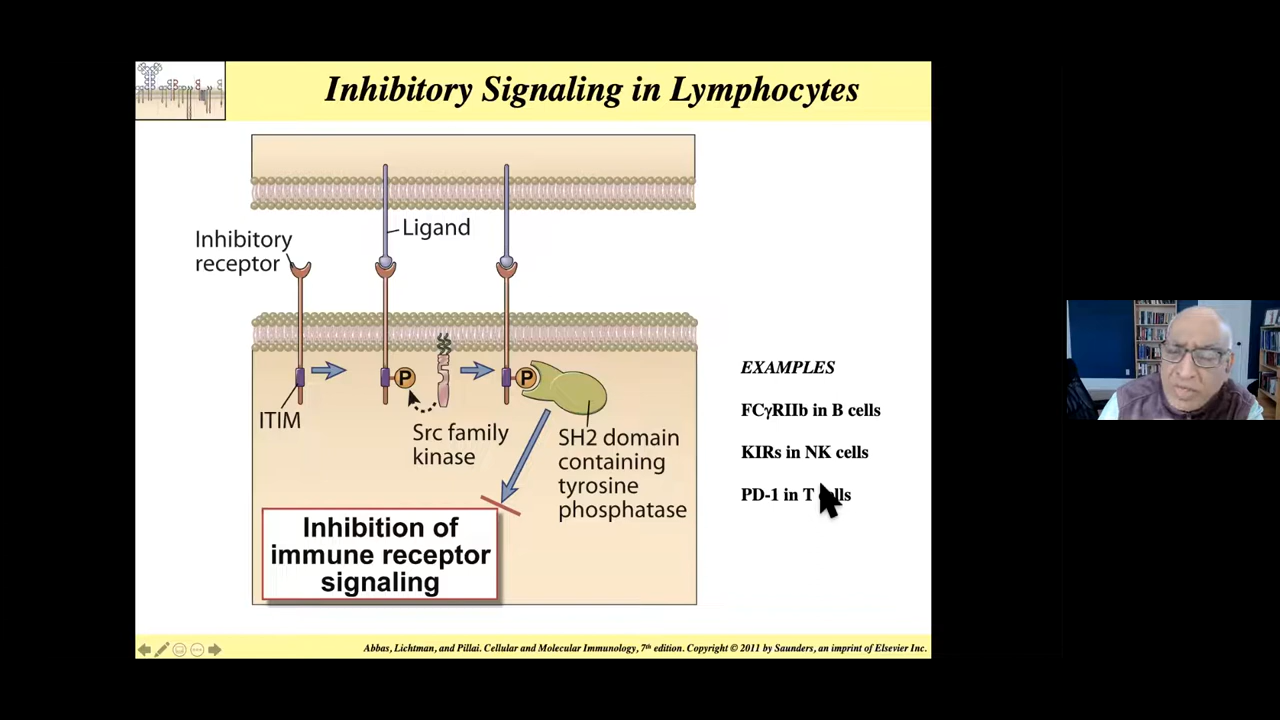 Inhibitory Signaling in Lymphocytes
Inhibitory
receptor
Ligand
P
P
ITIM
Src family
kinase
SH2 domain
containing
tyrosine
phosphatase
Inhibition of
immune receptor
signaling
EXAMPLES
FCγRIIb in B cells
KIRs in NK cells
PD-1 in T cells
Abbas, Lichtman, and Pillai. Cellular and Molecular Immunology, 7th edition. Copyright © 2011 by Saunders, an imprint of Elsevier Inc.